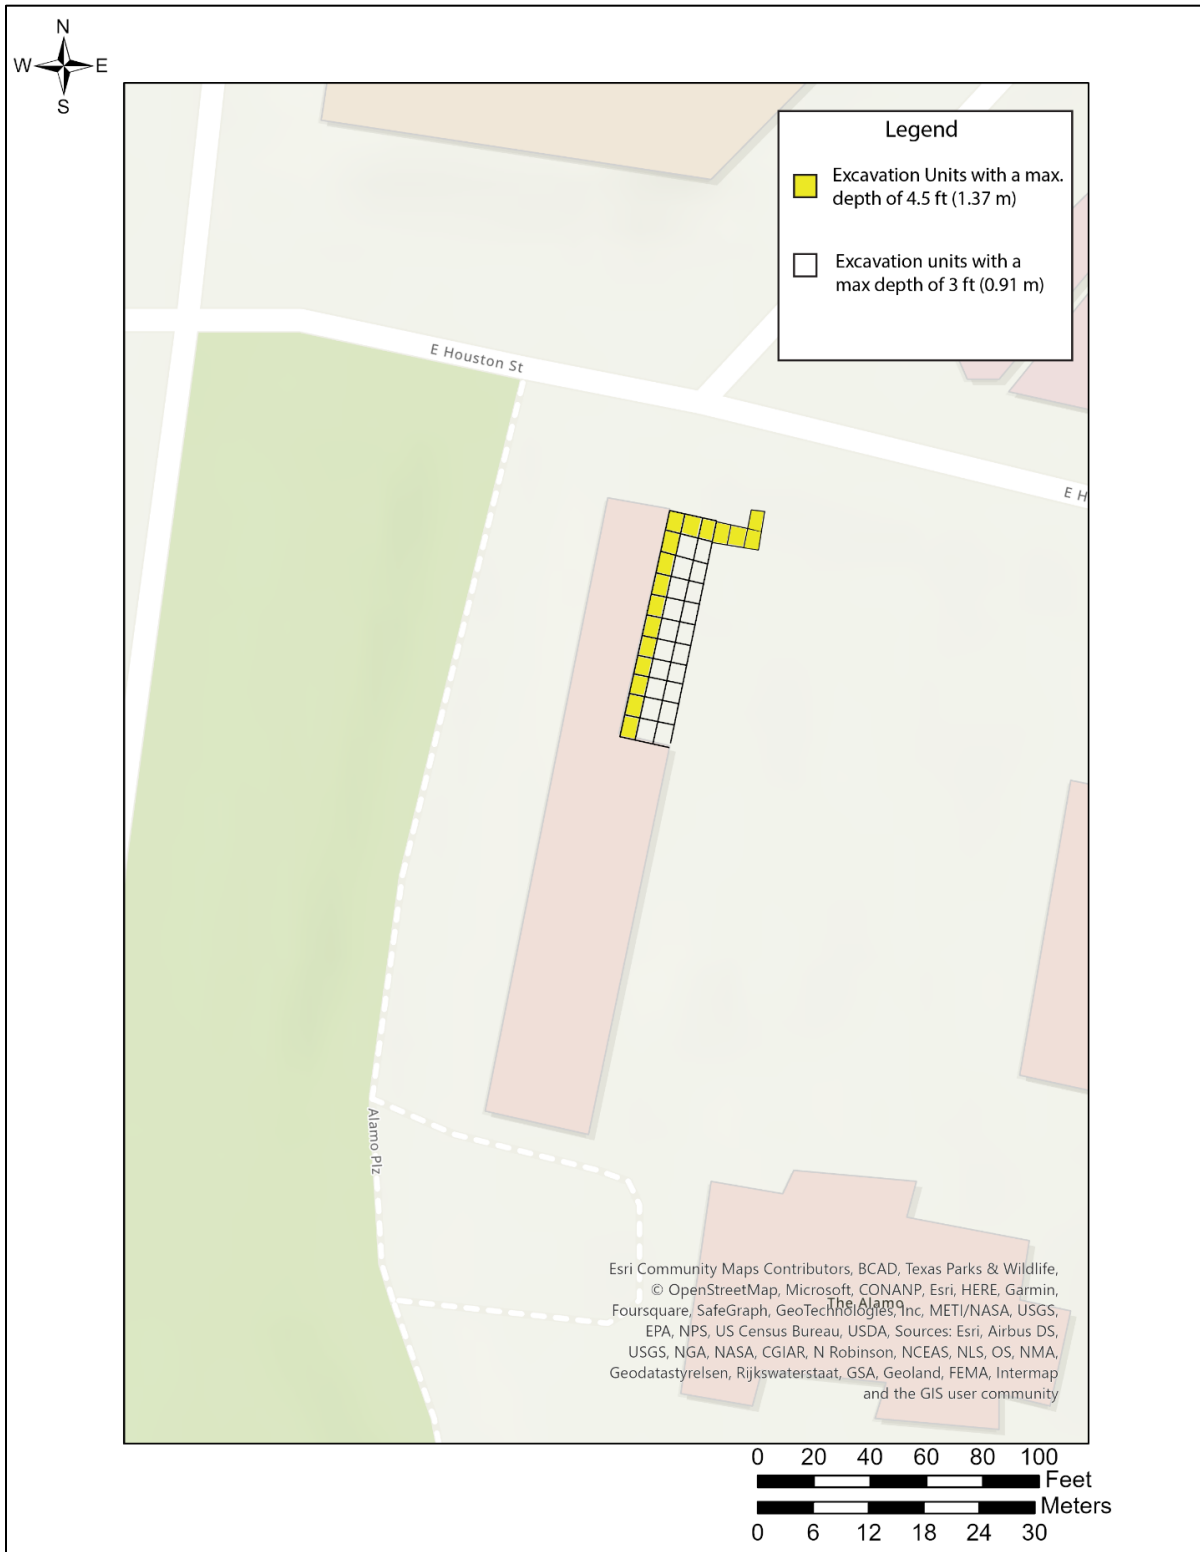 N
W E
S
Legend
Excavation Units with a max.
depth of 4.5 ft (1.37 m)
Excavation units with a
max depth of 3 ft (0.91 m)
E Houston St
E H
Alamo Plz
The Alamo
Esri Community Maps Contributors, BCAD, Texas Parks & Wildlife,
© OpenStreetMap, Microsoft, CONANP, Esri, HERE, Garmin,
Foursquare, SafeGraph, GeoTechnologies, Inc, METI/NASA, USGS,
EPA, NPS, US Census Bureau, USDA, Sources: Esri, Airbus DS,
USGS, NGA, NASA, CGIAR, N Robinson, NCEAS, NLS, OS, NMA,
Geodatastyrelsen, Rijkswaterstaat, GSA, Geoland, FEMA, Intermap
and the GIS user community
0 20 40 60 80 100
Feet
Meters
0 6 12 18 24 30